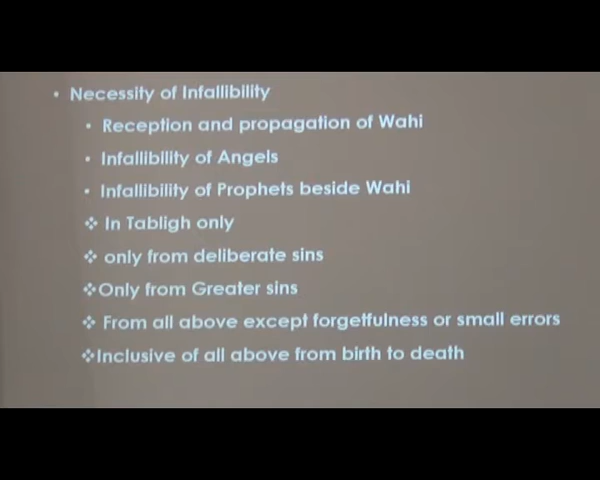 • Necessity of Infallibility
• Reception and propagation of Wahi
• Infallibility of Angels
• Infallibility of Prophets beside Wahi
❖ In Tabligh only
❖ only from deliberate sins
❖Only from Greater sins
❖ From all above except forgetfulness or small errors
❖Inclusive of all above from birth to death